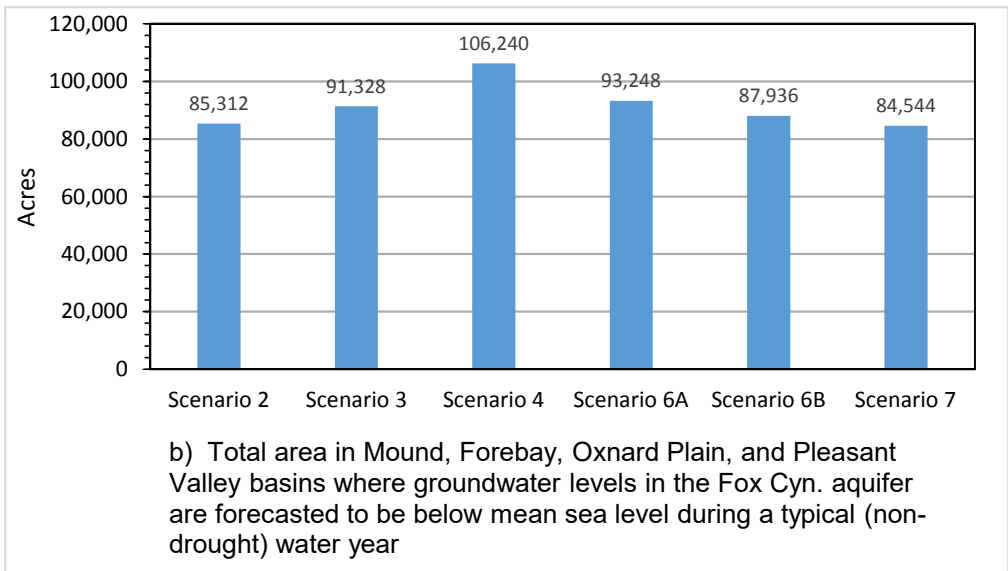 120,000
106,240
100,000
93,248
91,328
87,936
85,312
84,544
80,000
Acres
60,000
40,000
20,000
0
Scenario 2 Scenario 3 Scenario 4 Scenario 6A Scenario 6B Scenario 7
b) Total area in Mound, Forebay, Oxnard Plain, and Pleasant
Valley basins where groundwater levels in the Fox Cyn. aquifer
are forecasted to be below mean sea level during a typical (non-
drought) water year